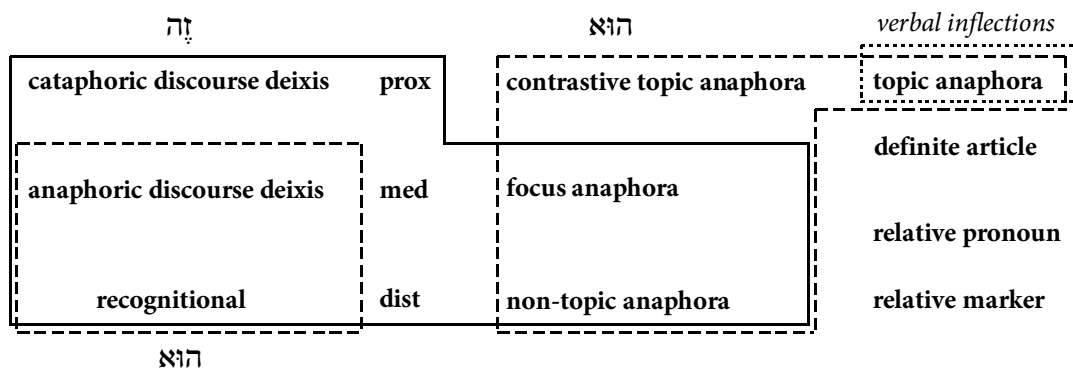 זֶה הוּא verbal inflections
cataphoric discourse deixis prox contrastive topic anaphora topic anaphora
definite article
anaphoric discourse deixis med focus anaphora
relative pronoun
recognitional dist non-topic anaphora relative marker
הוּא